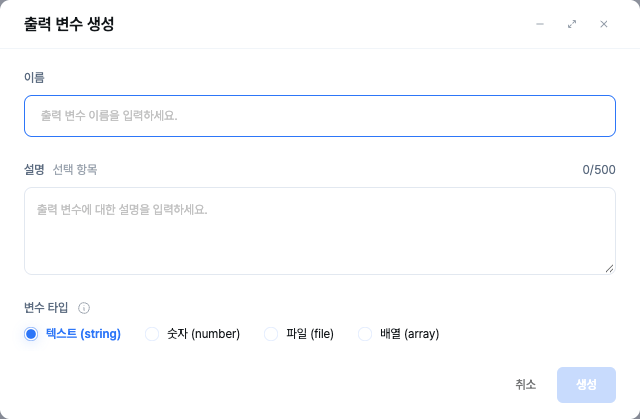 출력 변수 생성
이름
출력 변수 이름을 입력하세요.
설명 선택 항목 0/500
출력 변수에 대한 설명을 입력하세요.
변수 타입
텍스트 (string) 숫자 (number) 파일 (file) 배열 (array)
취소 생성